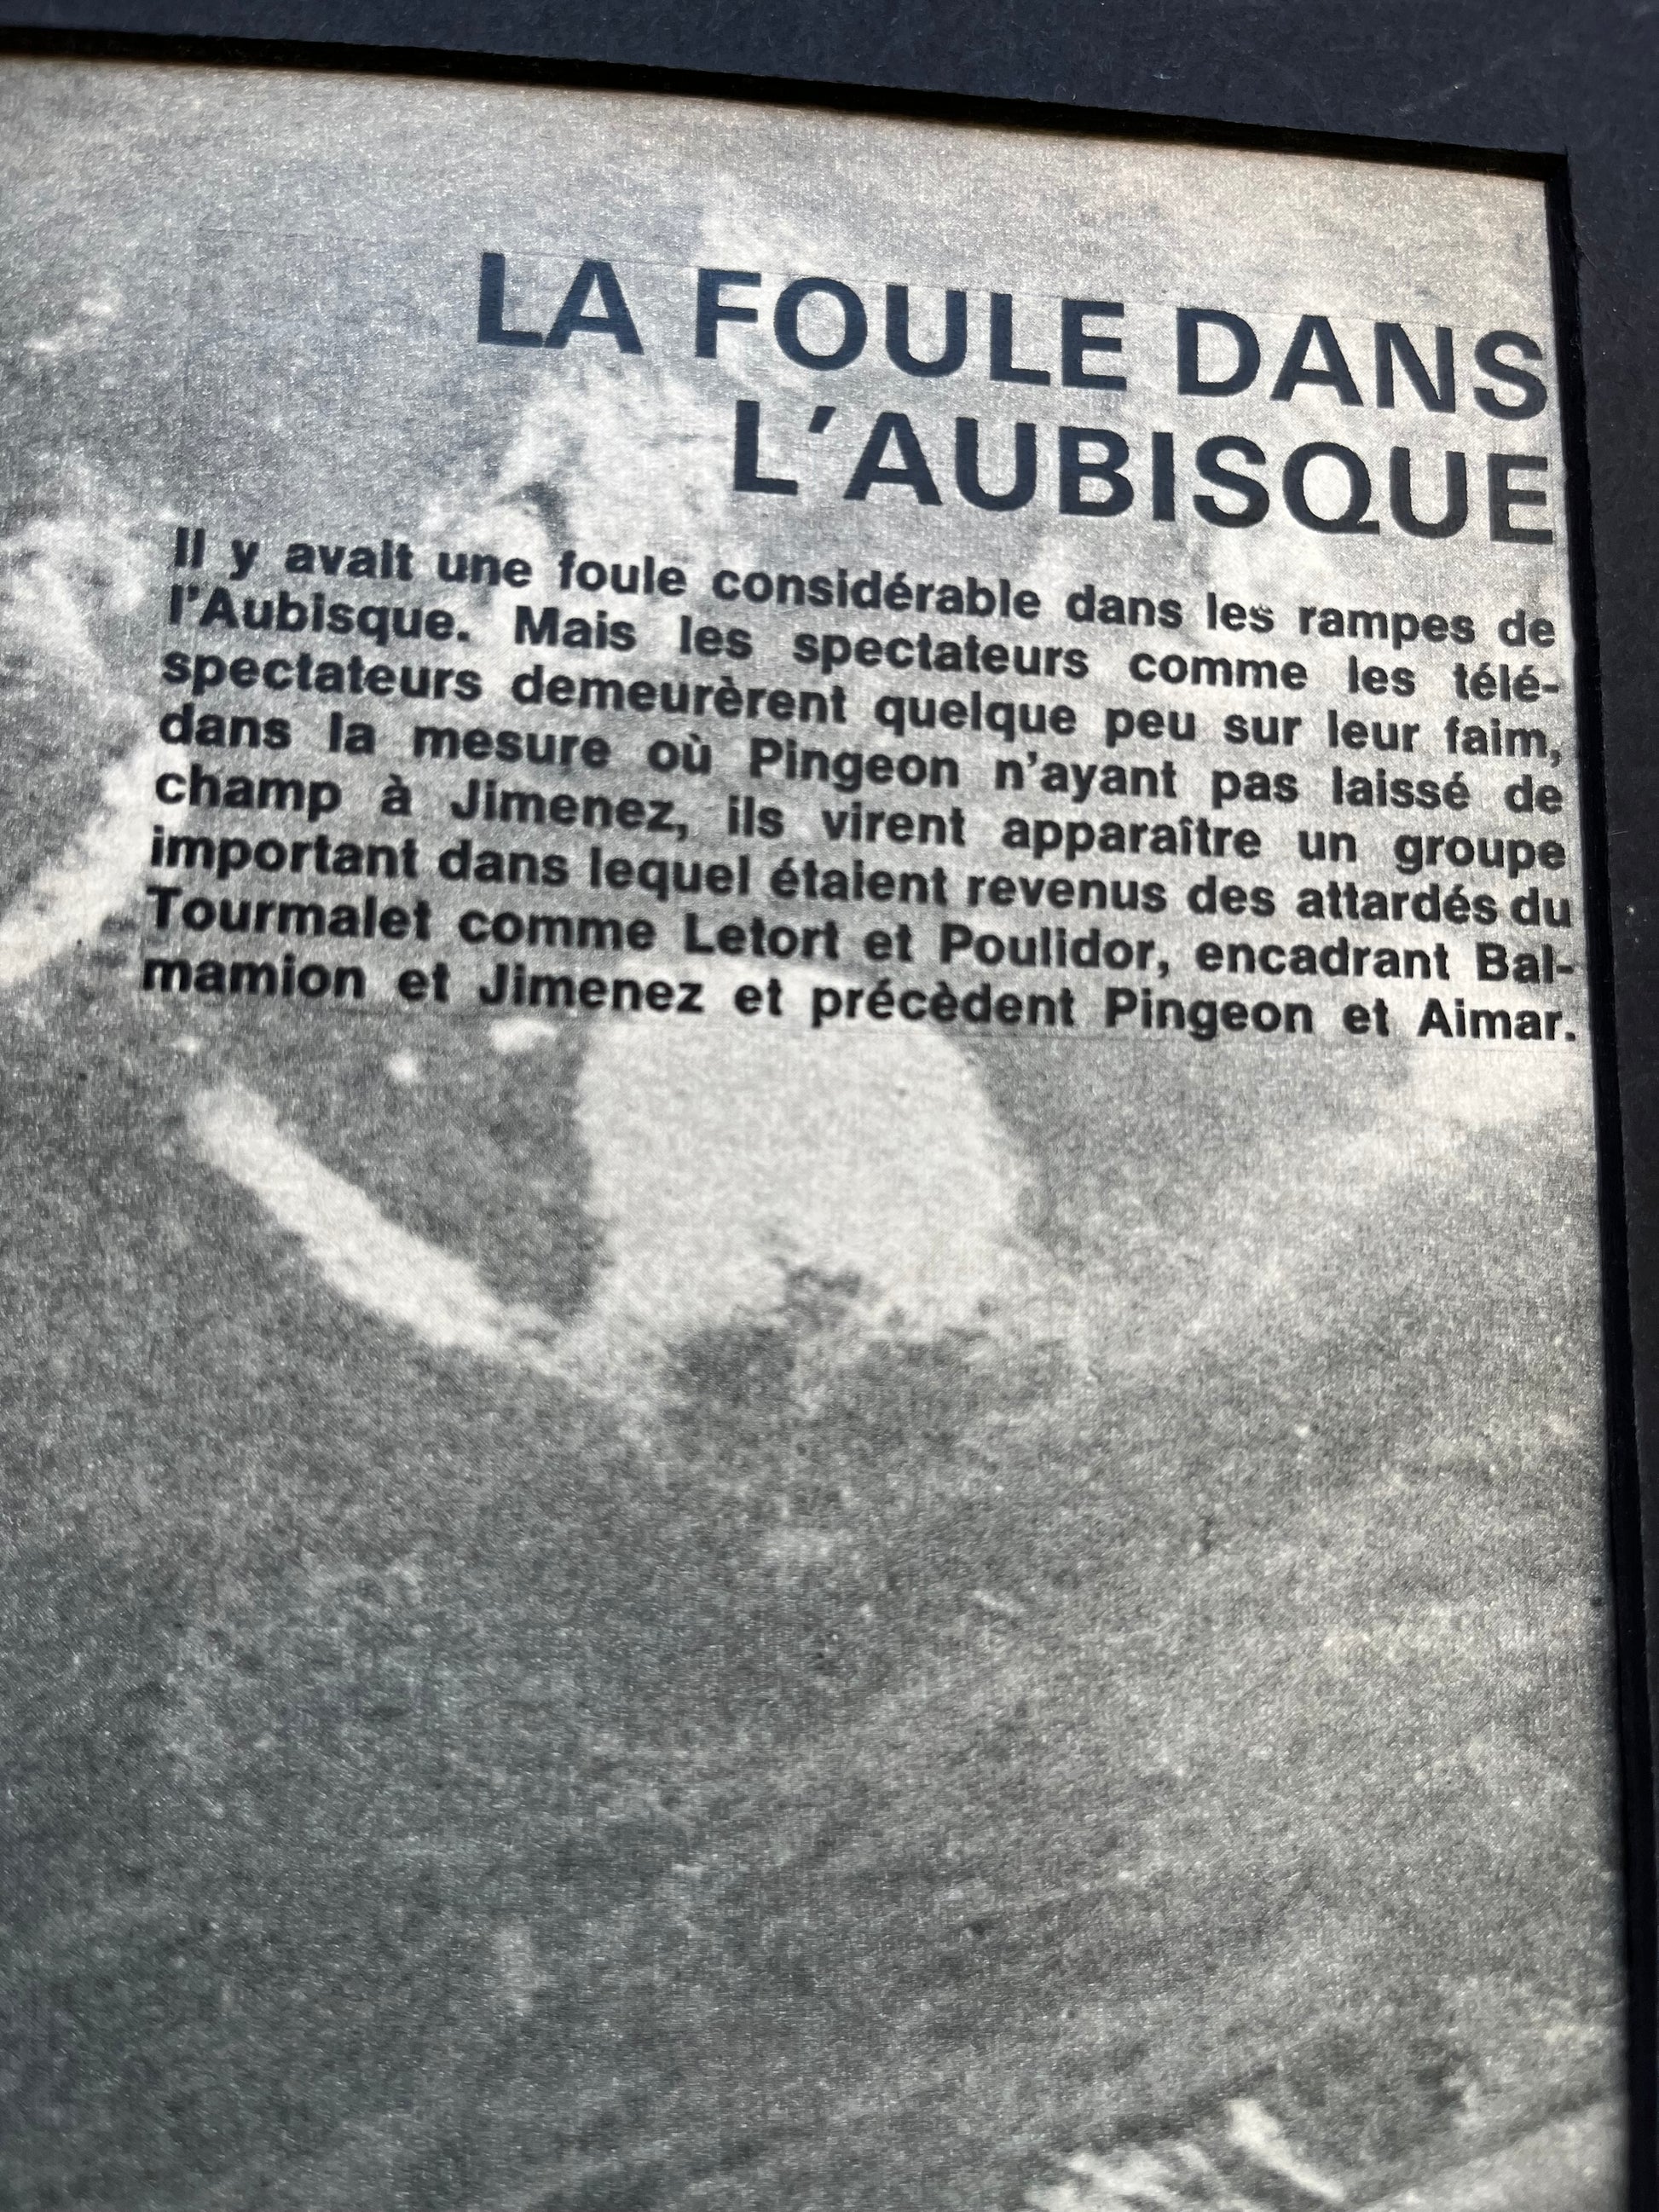 LA FOULE DANS
L'AUBISQUE
Il y avait une foule considérable dans les rampes de
l'Aubisque. Mais les spectateurs comme les télé-
spectateurs demeurèrent quelque peu sur leur faim,
dans la mesure où Pingeon n'ayant pas laissé de
champ à Jimenez, ils virent apparaître un groupe
important dans lequel étaient revenus des attardés du
Tourmalet comme Letort et Poulidor, encadrant Bal-
mamion et Jimenez et précèdent Pingeon et Aimar.